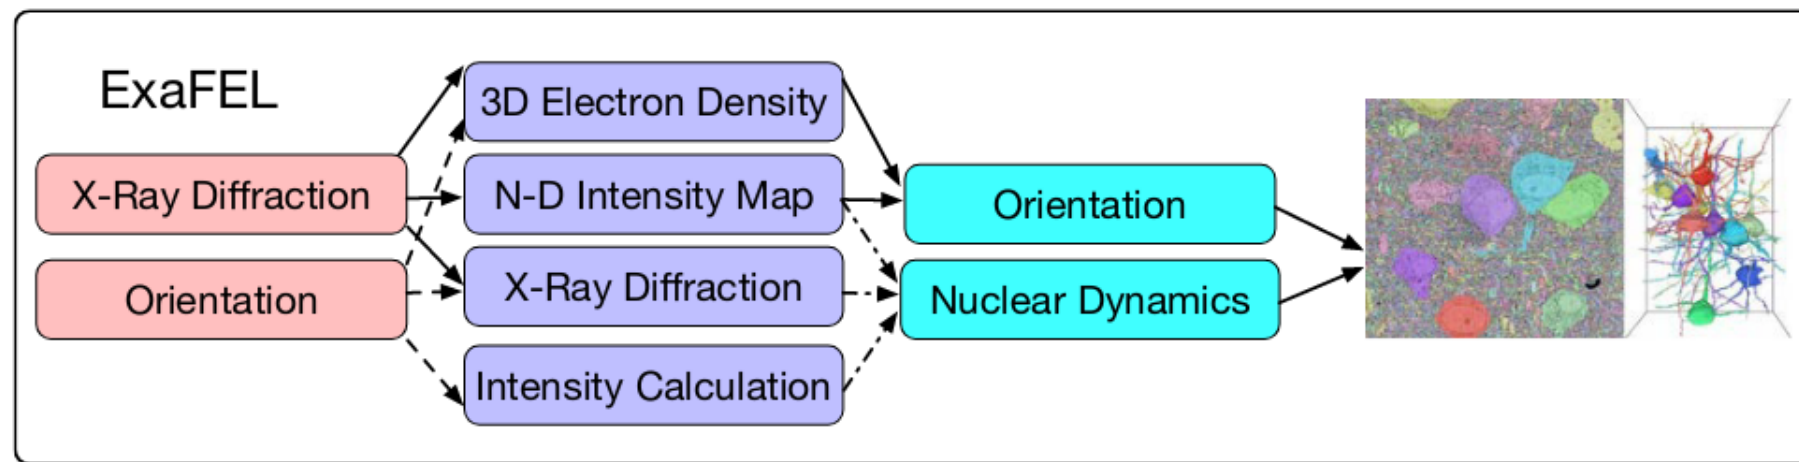 ExaFEL
X-Ray Diffraction
Orientation
3D Electron Density
N-D Intensity Map
X-Ray Diffraction
Intensity Calculation
Orientation
Nuclear Dynamics